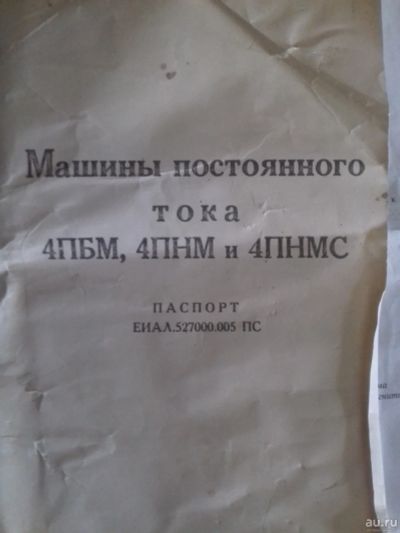 Машины постоянного
тока
4ПБМ, 4ПНМ и 4ПНМС
ПАСПОРТ
ЕИАЛ.527000.005 ПС
au.ru